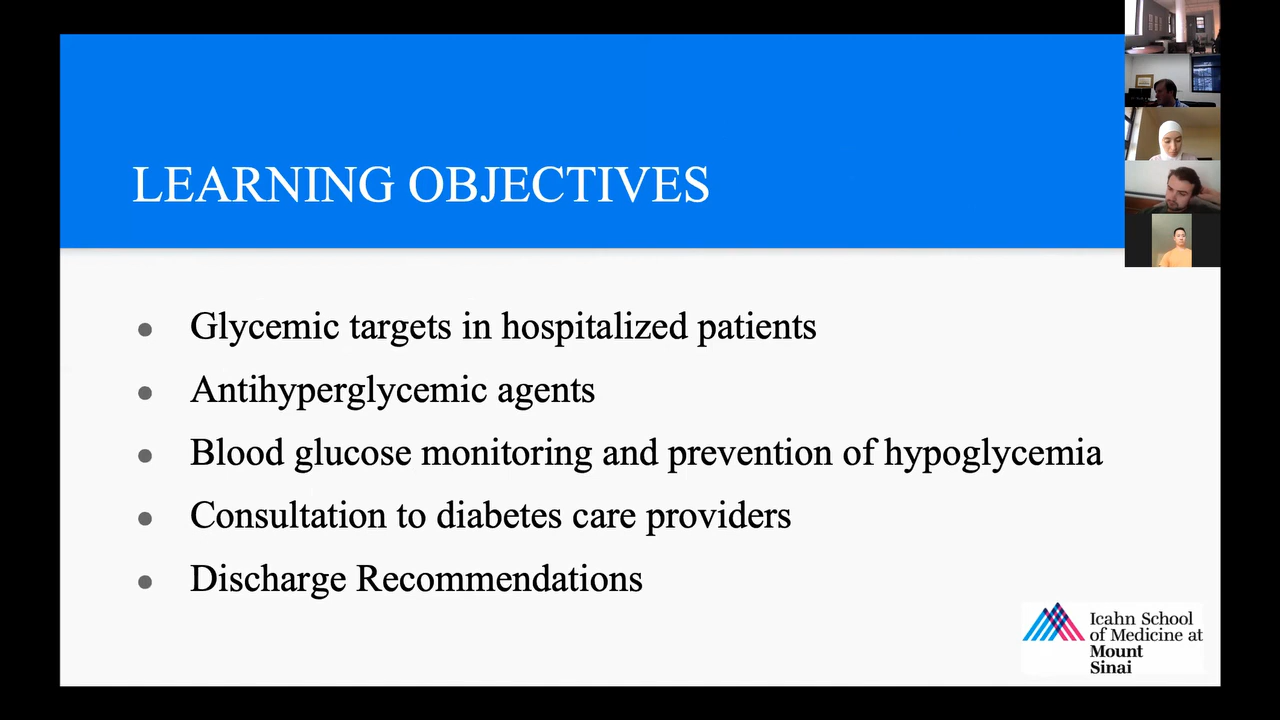 LEARNING OBJECTIVES
Glycemic targets in hospitalized patients
Antihyperglycemic agents
Blood glucose monitoring and prevention of hypoglycemia
Consultation to diabetes care providers
Discharge Recommendations
Icahn School
of Medicine at
Mount
Sinai